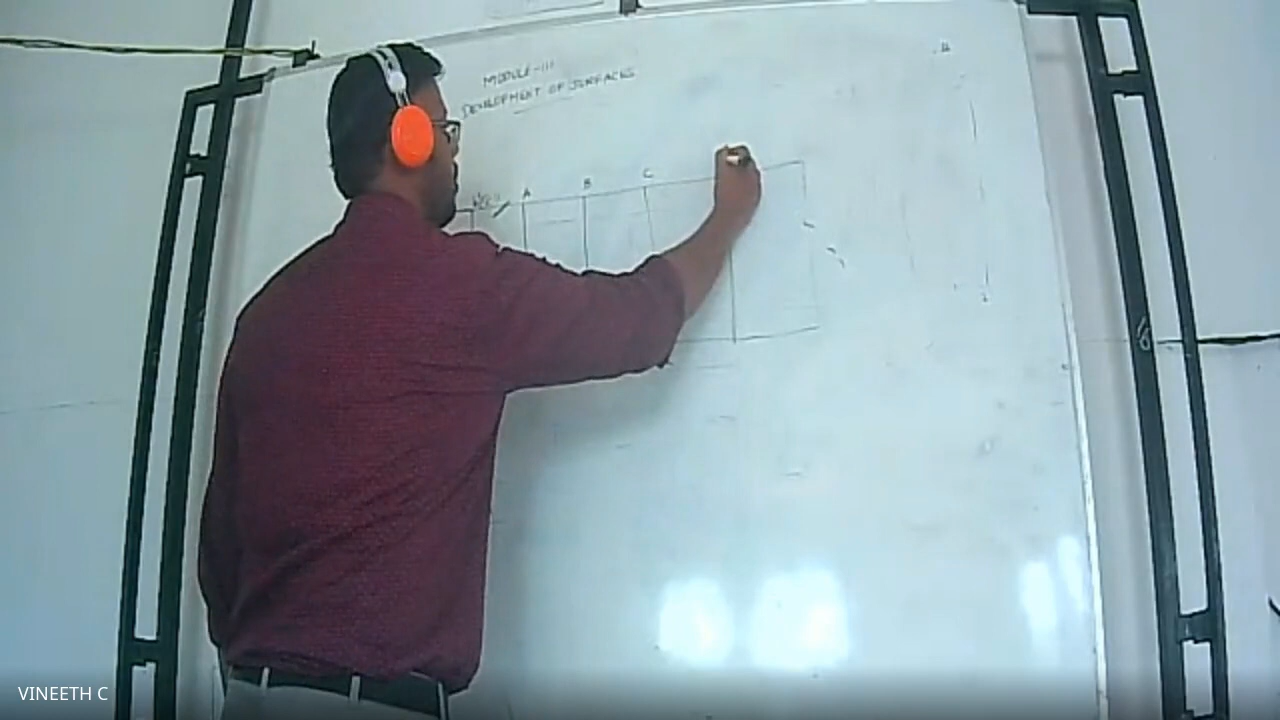 MODULE-III
DEVELOPMENT OF SURFACES
A
B
C
VINEETH C